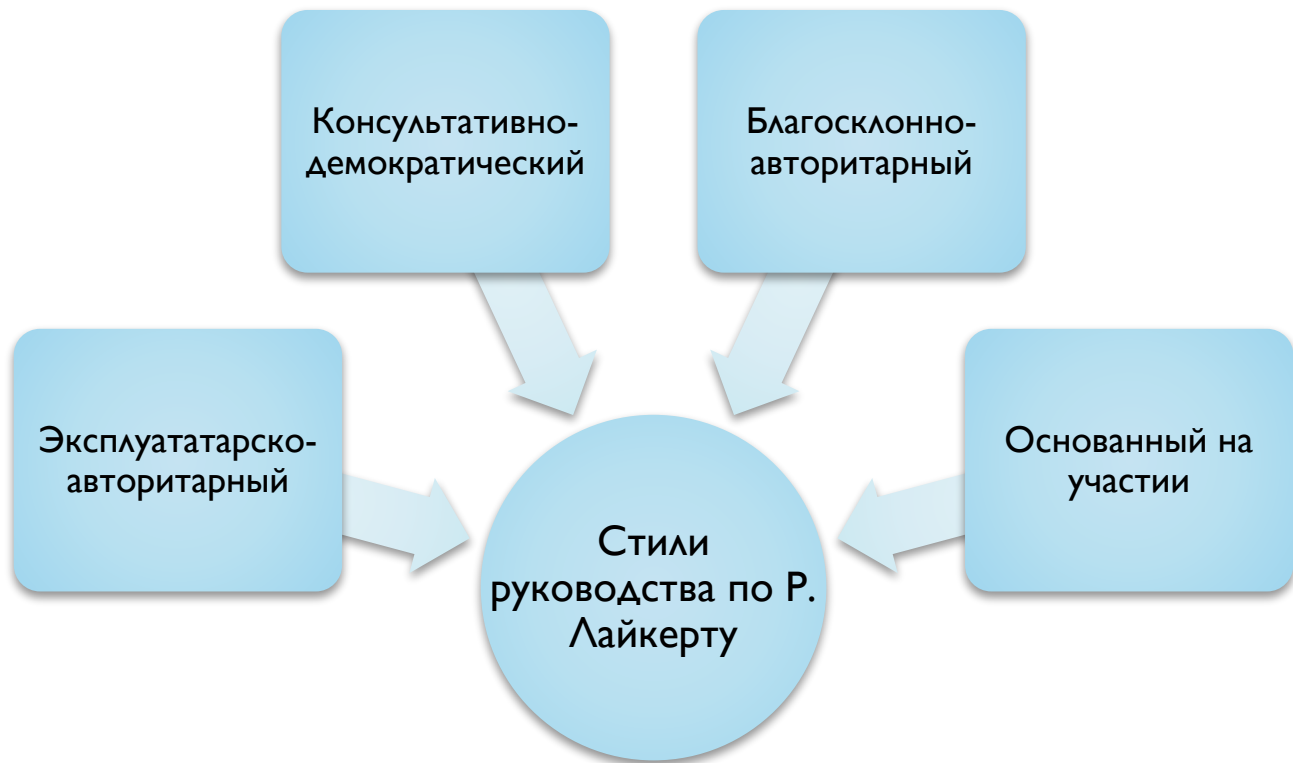 Консультативно-
демократический
Благосклонно-
авторитарный
Эксплуататарско-
авторитарный
Основанный на
участии
Стили
руководства по Р.
Лайкерту